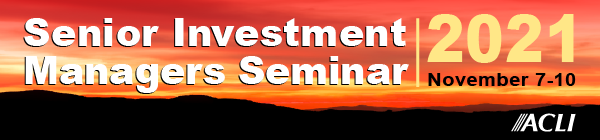 Senior Investment
Managers Seminar
2021
November 7-10
ACLI